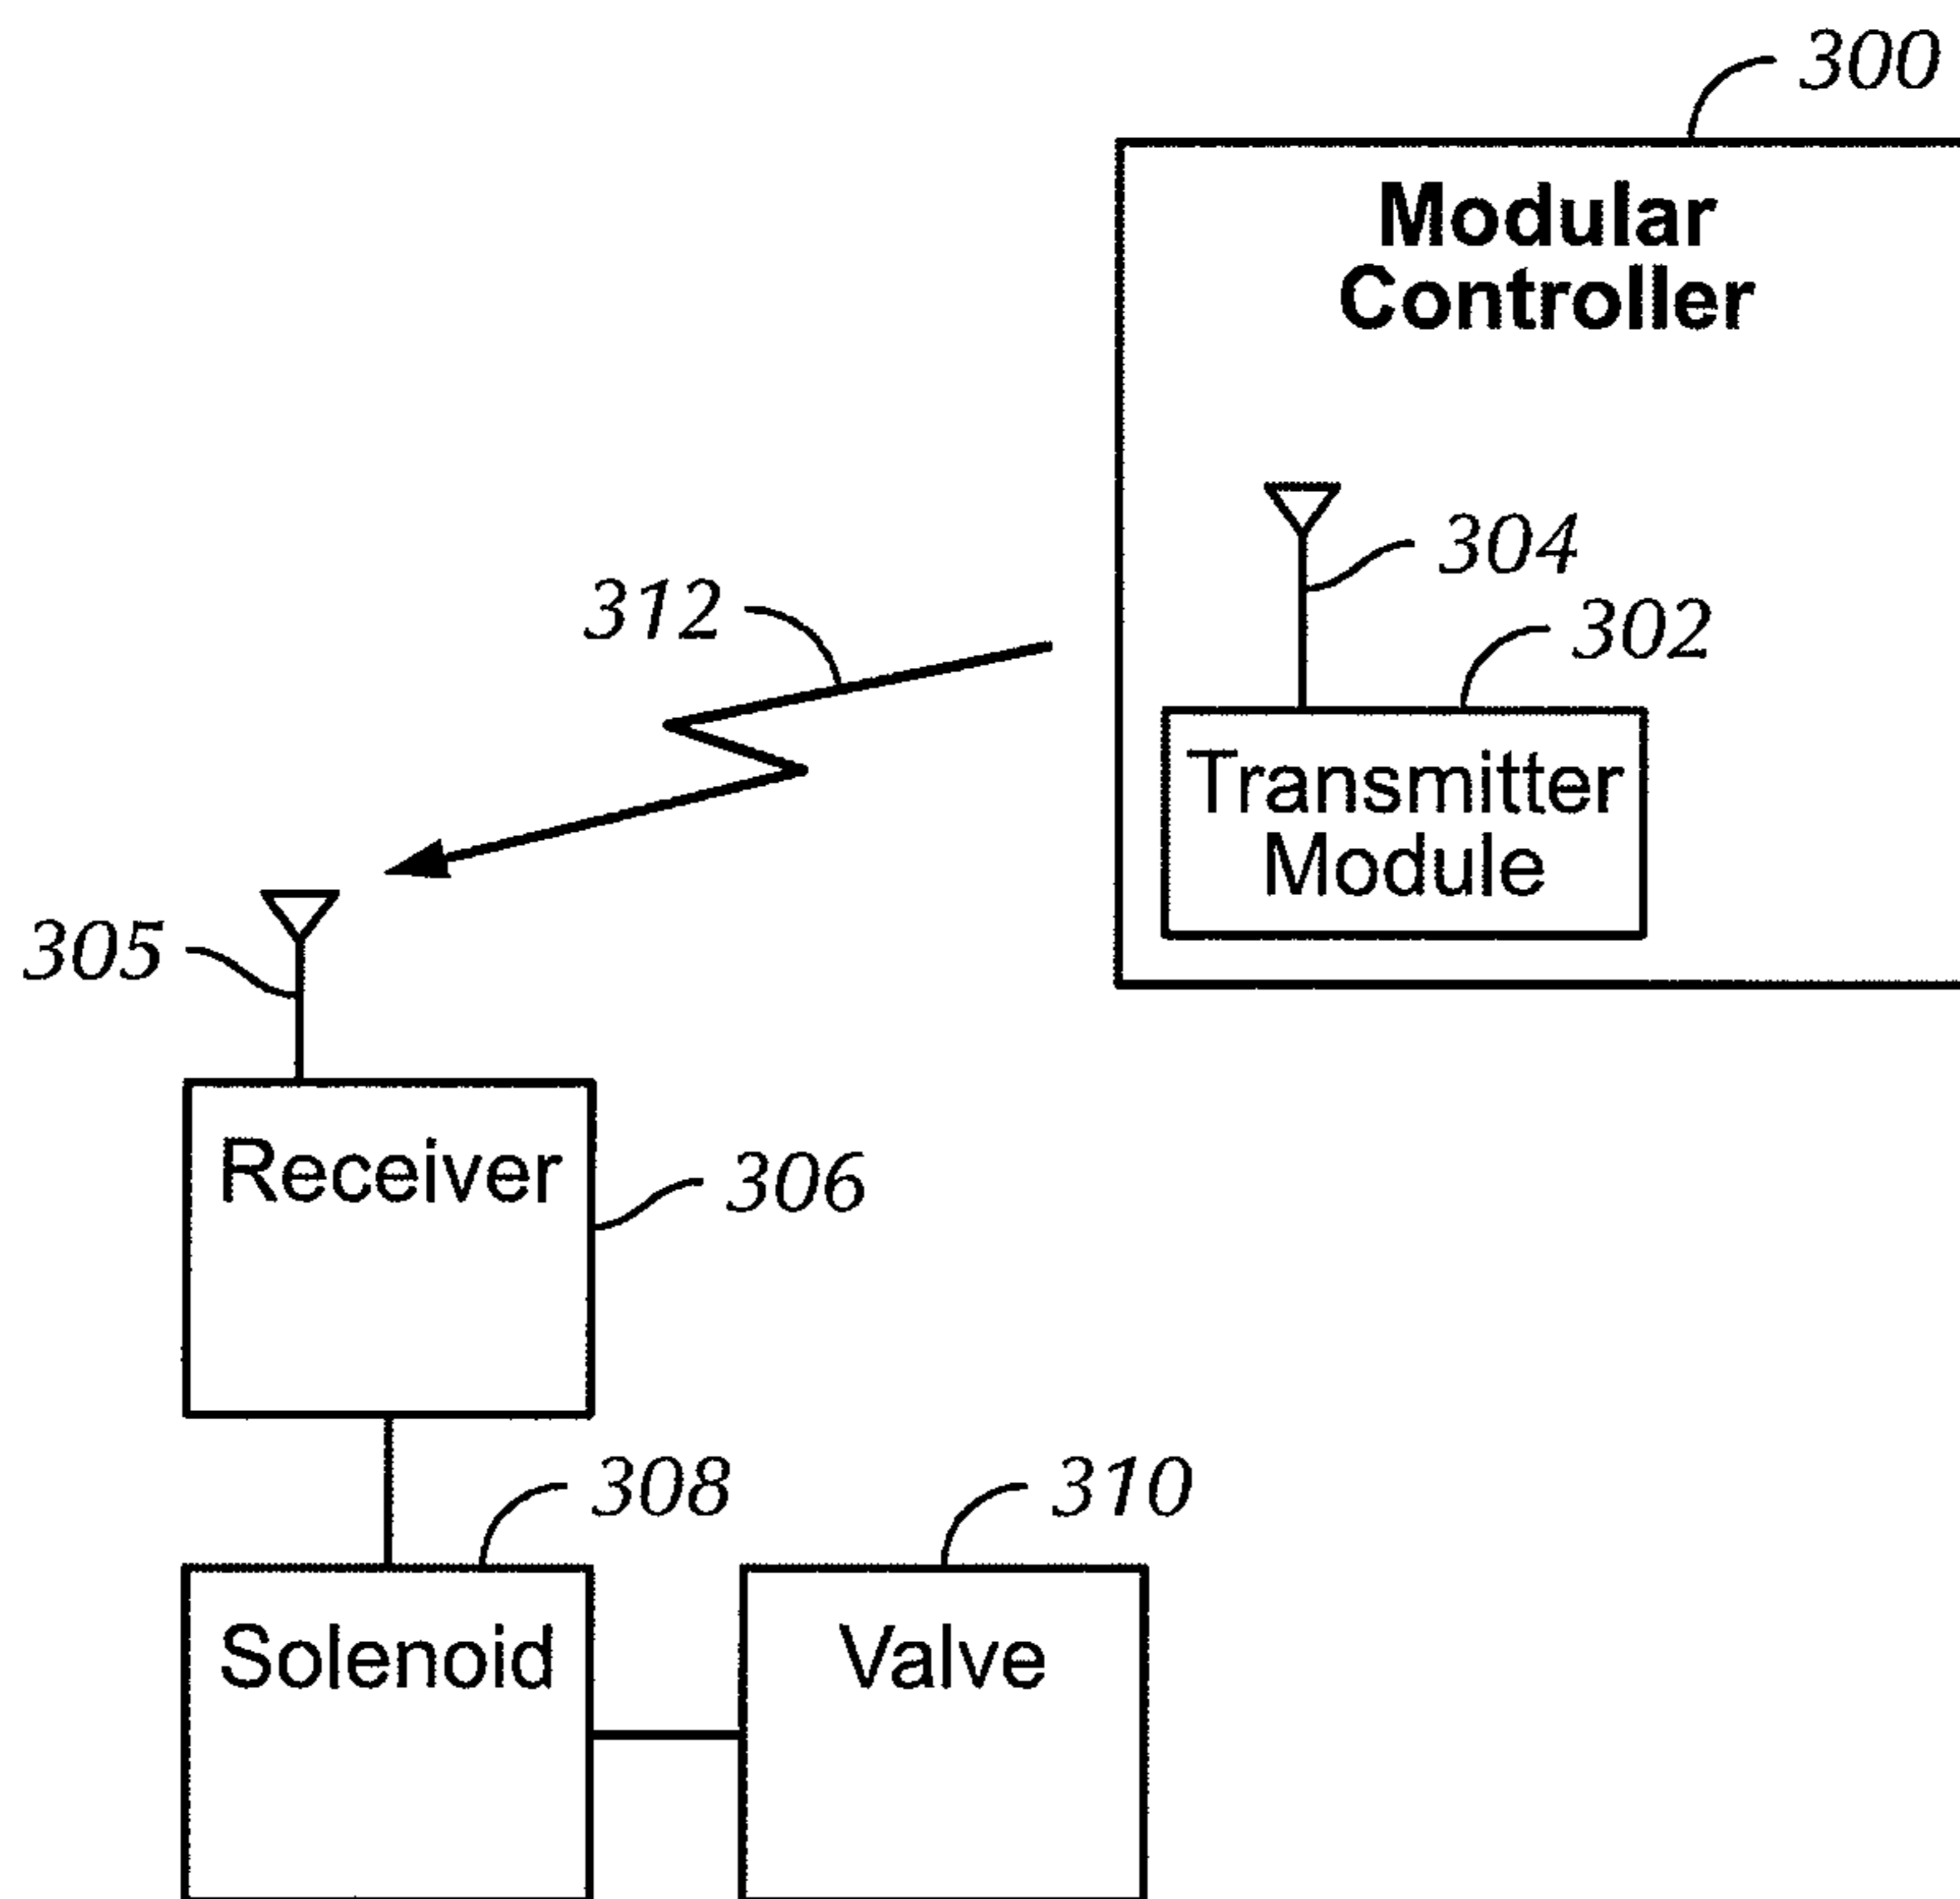 300
Modular
Controller
304
312
302
Transmitter
Module
305
Receiver
306
308
310
Solenoid
Valve